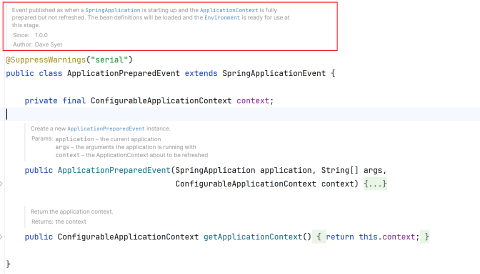 Event published as when a SpringApplication is starting up and the ApplicationContext is fully
prepared but not refreshed. The bean definitions will be loaded and the Environment is ready for use at
this stage.
Since: 1.0.0
Author: Dave Syer
@SuppressWarnings("serial")
public class ApplicationPreparedEvent extends SpringApplicationEvent {
private final ConfigurableApplicationContext context;
Create a new ApplicationPreparedEvent instance.
Params: application – the current application
args – the arguments the application is running with
context – the ApplicationContext about to be refreshed
public ApplicationPreparedEvent(SpringApplication application, String[] args,
ConfigurableApplicationContext context) {...}
Return the application context.
Returns: the context
public ConfigurableApplicationContext getApplicationContext() { return this.context; }
}